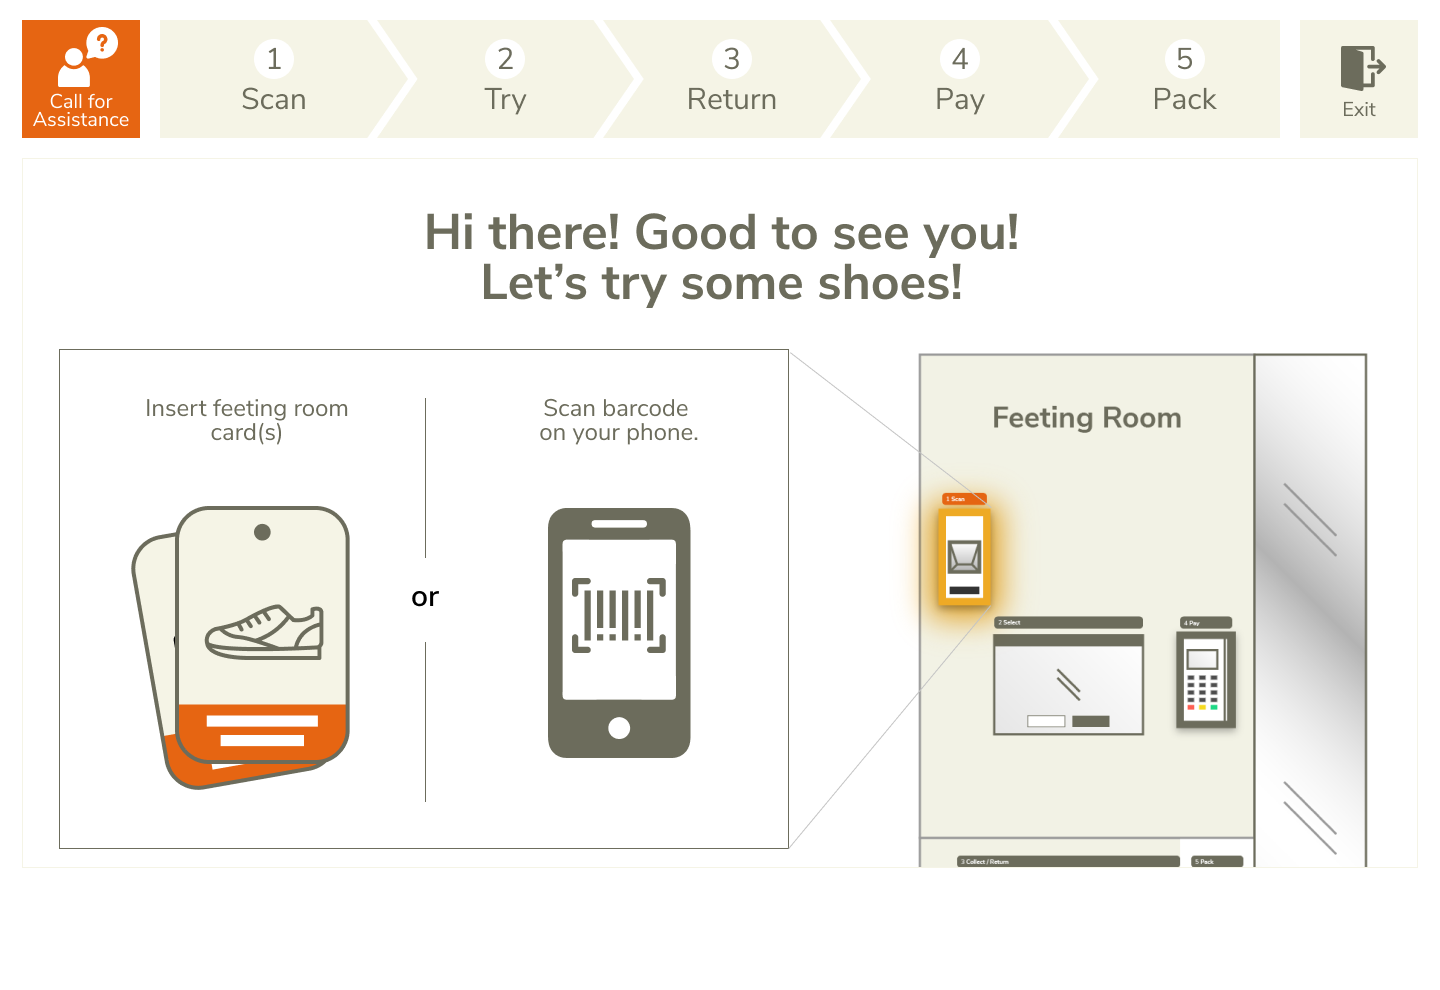 ?
Call for
Assistance
1
Scan
2
Try
3
Return
4
Pay
5
Pack
Exit
Hi there! Good to see you!
Let’s try some shoes!
Insert feeting room
card(s)
or
Scan barcode
on your phone.
Feeting Room
1 Scan
2 Select
4 Pay
3 Collect / Return
5 Pack